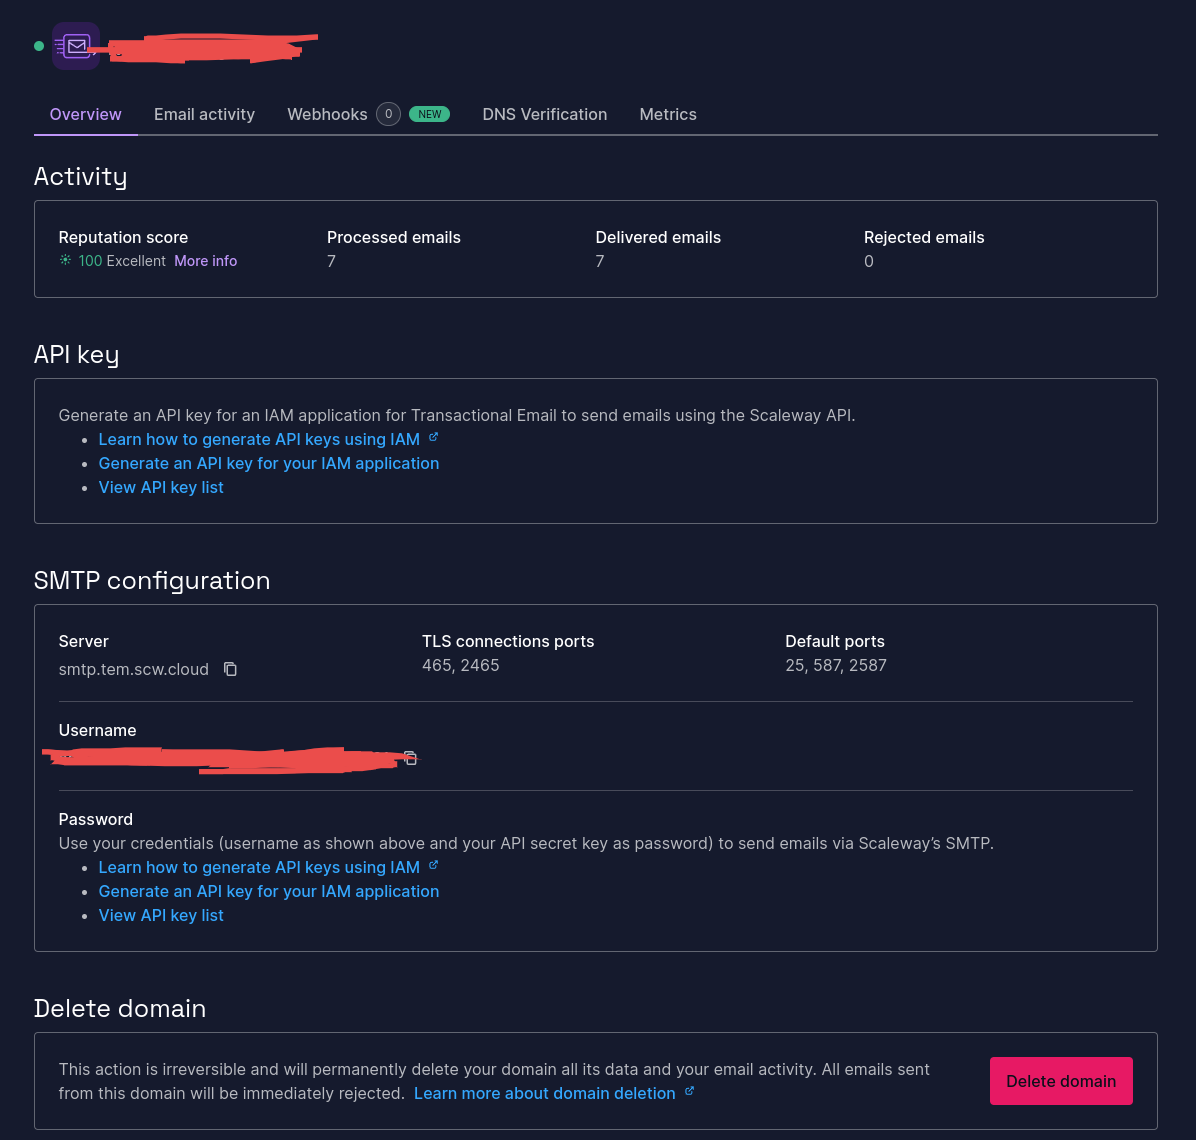 Overview Email activity Webhooks 0 NEW DNS Verification Metrics
Activity
Reputation score Processed emails Delivered emails Rejected emails
100 Excellent More info 7 7 0
API key
Generate an API key for an IAM application for Transactional Email to send emails using the Scaleway API.
Learn how to generate API keys using IAM
Generate an API key for your IAM application
View API key list
SMTP configuration
Server TLS connections ports Default ports
smtp.tem.scw.cloud 465, 2465 25, 587, 2587
Username
Password
Use your credentials (username as shown above and your API secret key as password) to send emails via Scaleway’s SMTP.
Learn how to generate API keys using IAM
Generate an API key for your IAM application
View API key list
Delete domain
This action is irreversible and will permanently delete your domain all its data and your email activity. All emails sent
from this domain will be immediately rejected. Learn more about domain deletion
Delete domain